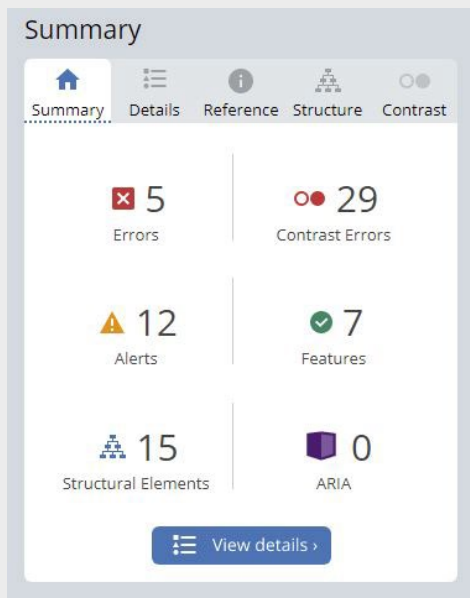 Summary
Summary Details Reference Structure Contrast
5 29
Errors Contrast Errors
12 7
Alerts Features
15 0
Structural Elements ARIA
View details ›